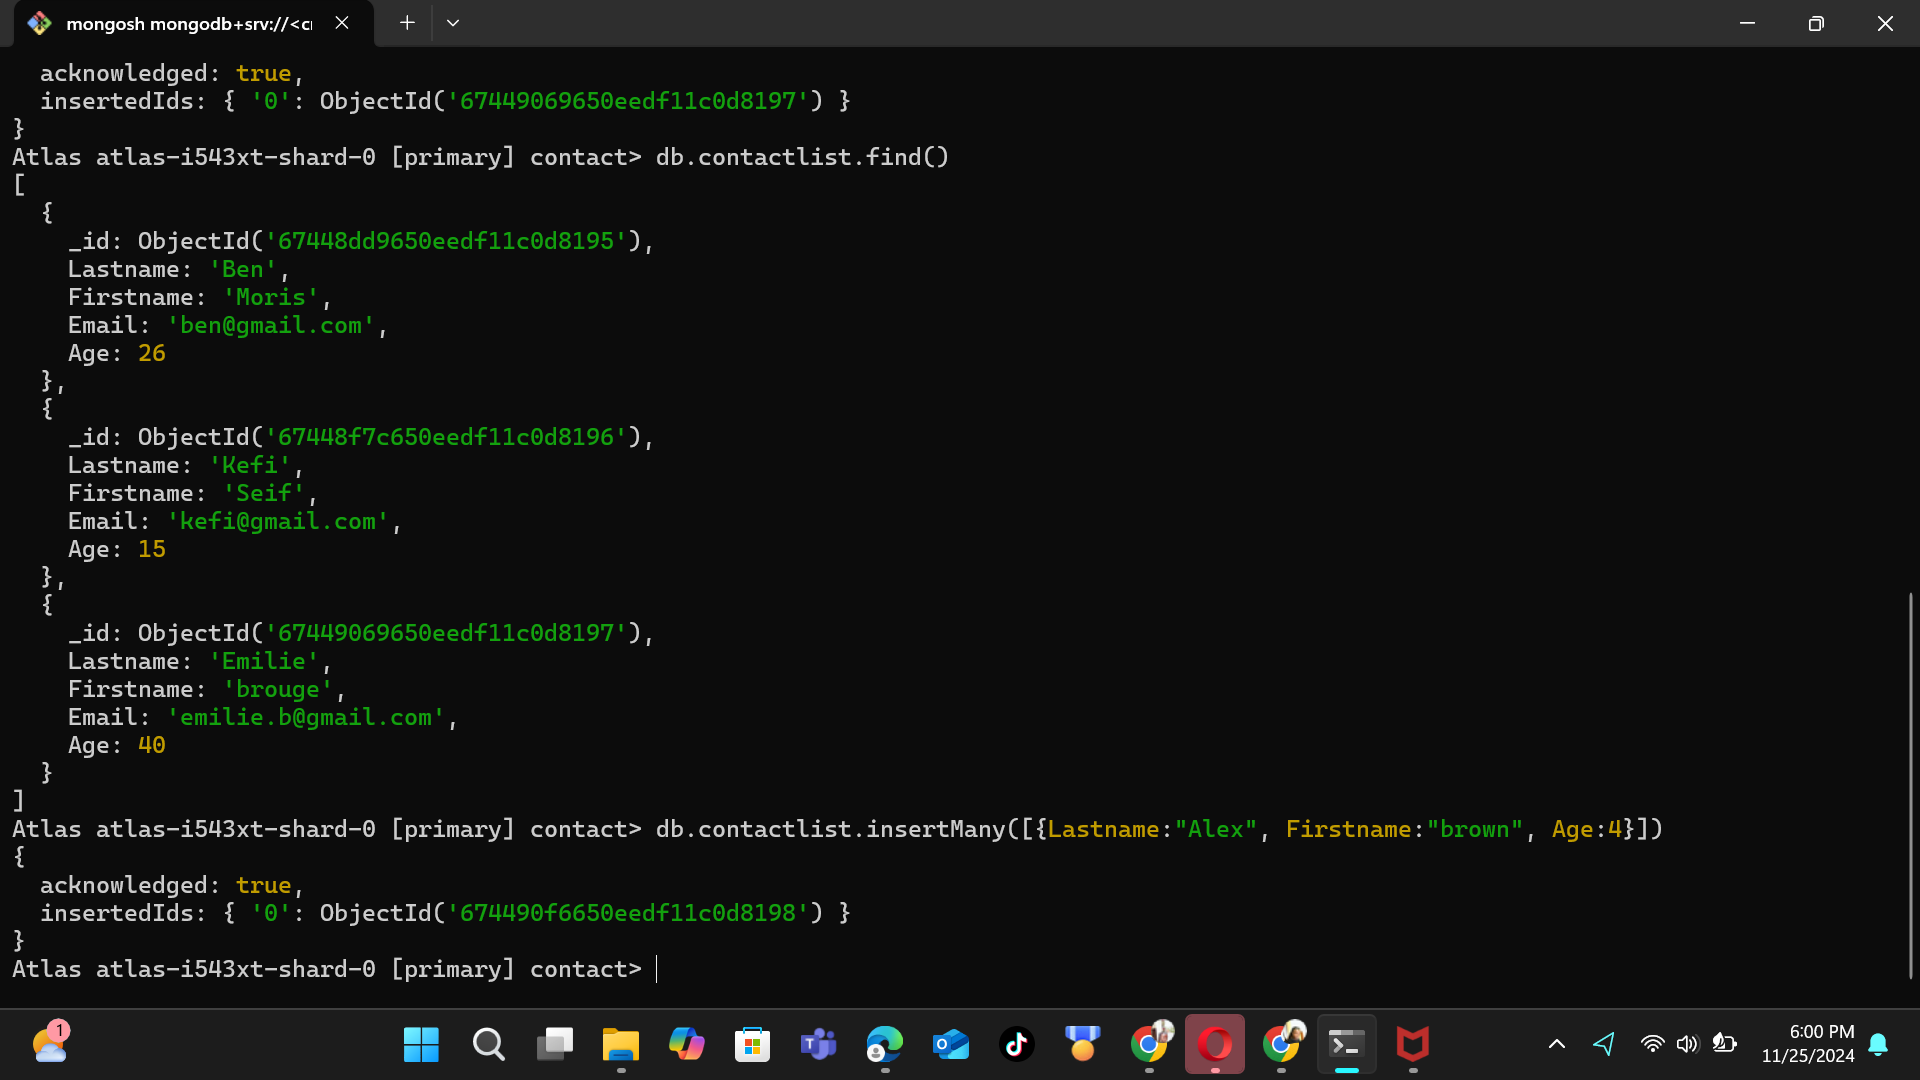 mongosh mongodb+srv://<cr
acknowledged: true,
insertedIds: { '0': ObjectId('67449069650eedf11c0d8197') }
}
Atlas atlas-i543xt-shard-0 [primary] contact> db.contactlist.find()
[
{
_id: ObjectId('67448dd9650eedf11c0d8195'),
Lastname: 'Ben',
Firstname: 'Moris',
Email: 'ben@gmail.com',
Age: 26
},
{
_id: ObjectId('67448f7c650eedf11c0d8196'),
Lastname: 'Kefi',
Firstname: 'Seif',
Email: 'kefi@gmail.com',
Age: 15
},
{
_id: ObjectId('67449069650eedf11c0d8197'),
Lastname: 'Emilie',
Firstname: 'brouge',
Email: 'emilie.b@gmail.com',
Age: 40
}
]
Atlas atlas-i543xt-shard-0 [primary] contact> db.contactlist.insertMany([{Lastname:"Alex", Firstname:"brown", Age:4}])
{
acknowledged: true,
insertedIds: { '0': ObjectId('674490f6650eedf11c0d8198') }
}
Atlas atlas-i543xt-shard-0 [primary] contact>
1
6:00 PM
11/25/2024